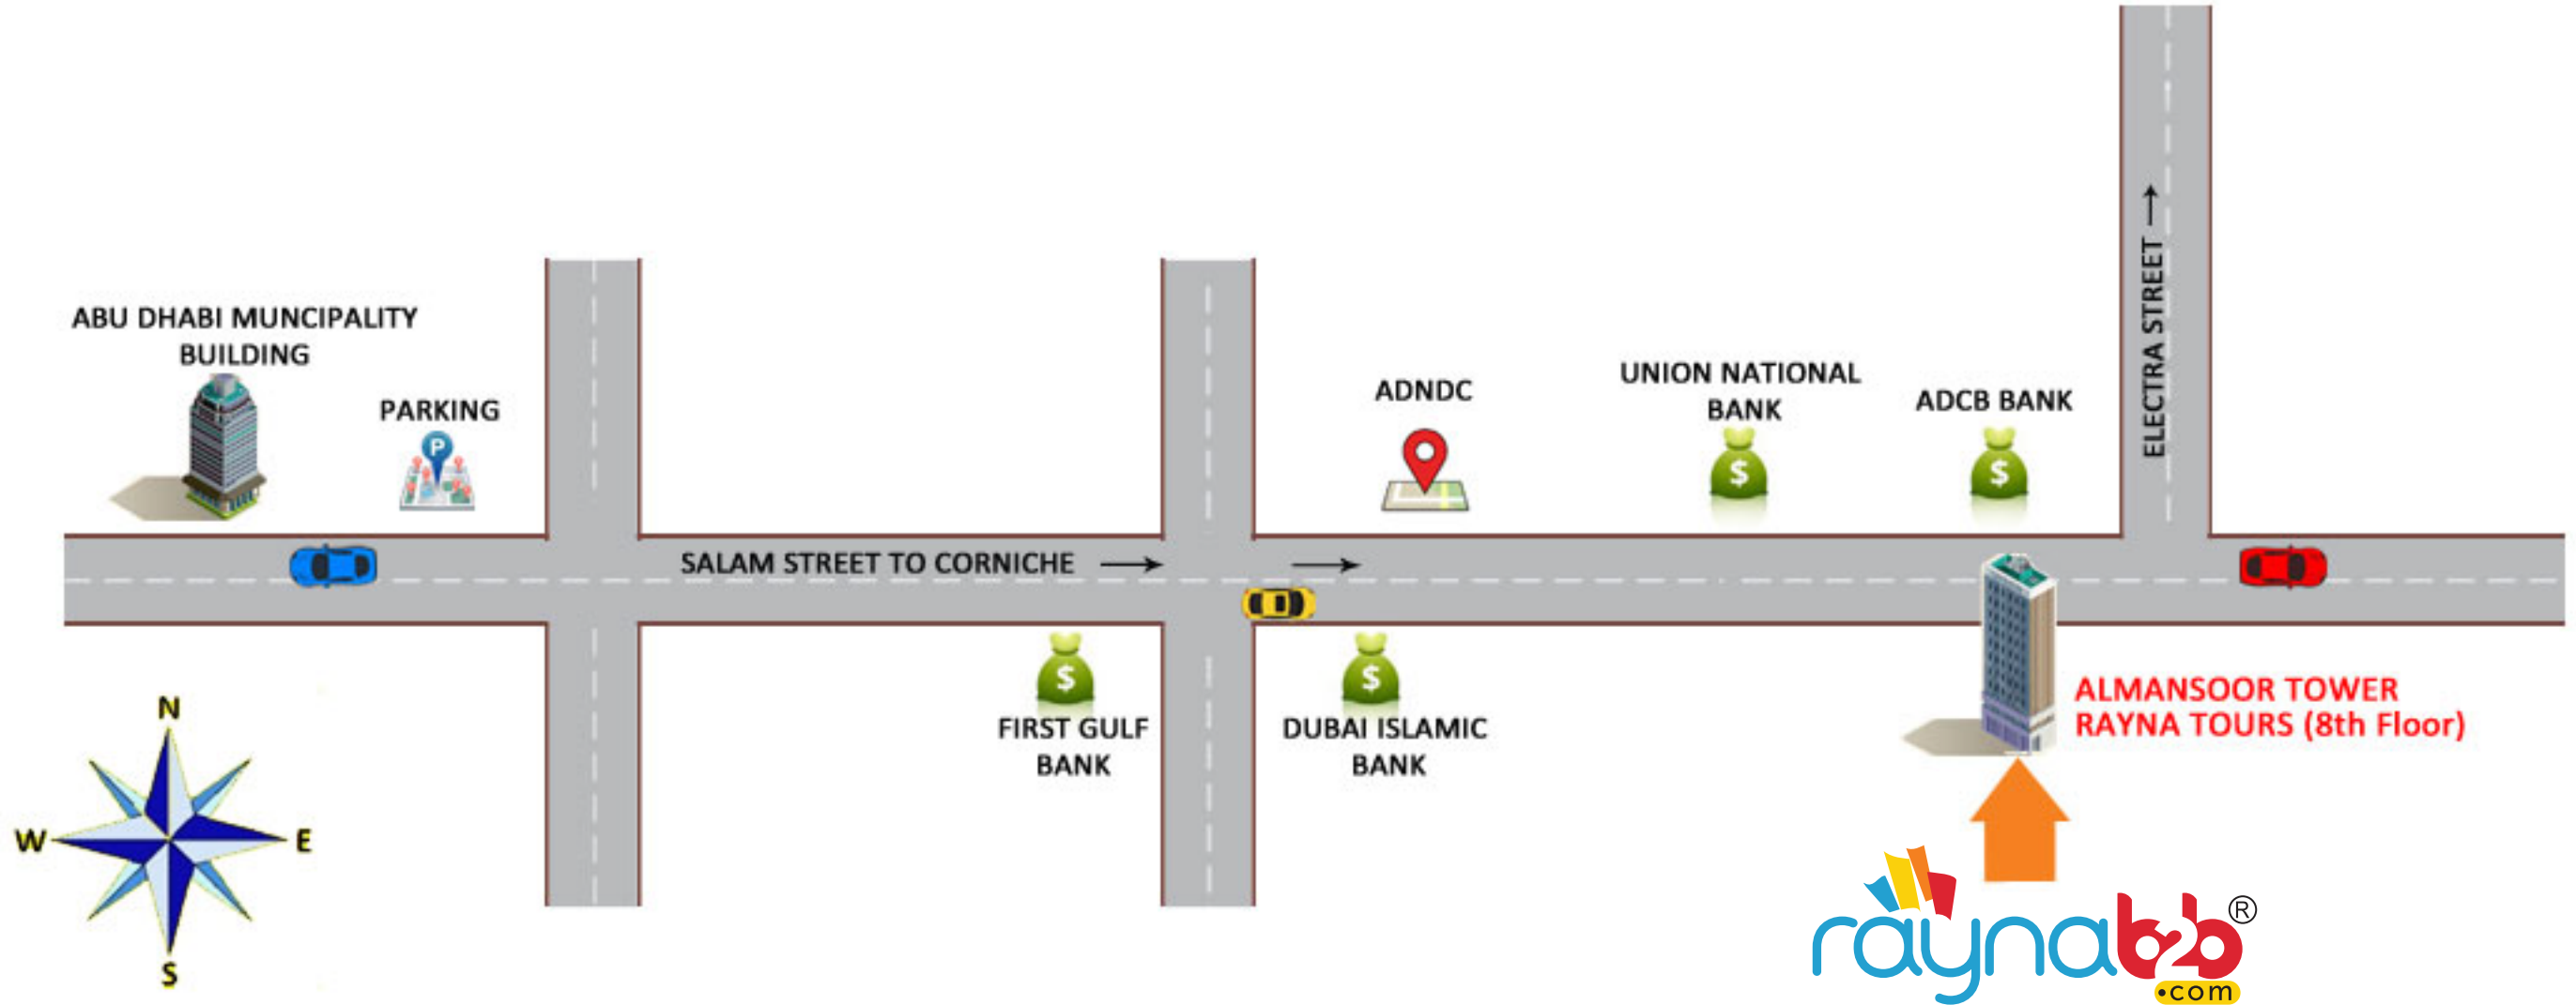 ABU DHABI MUNCIPALITY
BUILDING
PARKING
P
SALAM STREET TO CORNICHE
ADNDC
UNION NATIONAL
BANK
$
ADCB BANK
$
ELECTRA STREET
$
FIRST GULF
BANK
$
DUBAI ISLAMIC
BANK
ALMANSOOR TOWER
RAYNA TOURS (8th Floor)
N
W
E
S
raynab2b®
.com